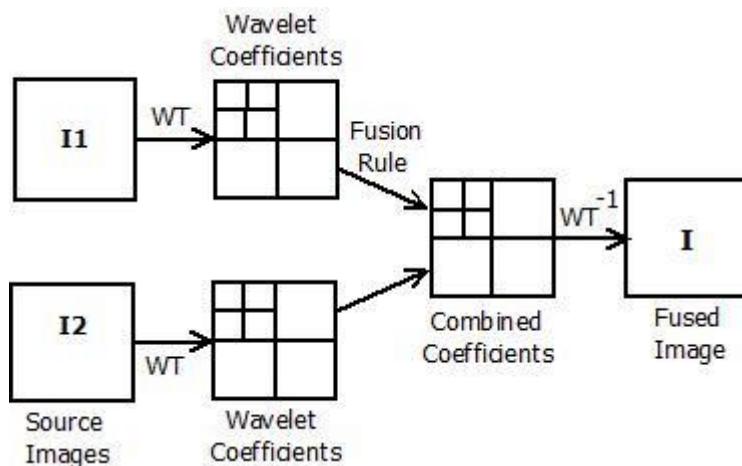 Wavelet
Coefficients
I1
WT
Fusion
Rule
WT-1
I
I2
WT
Combined
Coefficients
Fused
Image
Source
Images
Wavelet
Coefficients